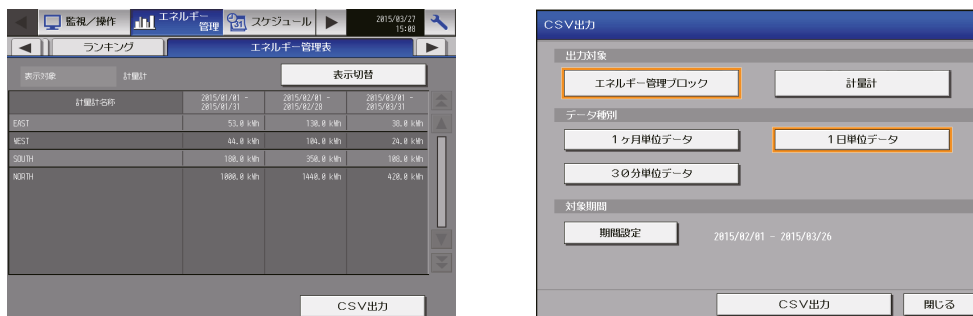 監視／操作
エネルギー管理
スケジュール
2015/03/27
15:08
ランキング
エネルギー管理表
表示対象
計量計
表示切替
計量計名称
2015/01/01 - 2015/01/31
2015/02/01 - 2015/02/28
2015/03/01 - 2015/03/31
EAST 53.0 kWh 130.0 kWh 38.0 kWh
WEST 44.0 kWh 104.0 kWh 24.0 kWh
SOUTH 180.0 kWh 350.0 kWh 108.0 kWh
NORTH 1000.0 kWh 1440.0 kWh 420.0 kWh
CSV出力
CSV出力
出力対象
エネルギー管理ブロック
計量計
データ種別
1ヶ月単位データ
1日単位データ
30分単位データ
対象期間
期間設定
2015/02/01 - 2015/03/26
CSV出力
閉じる